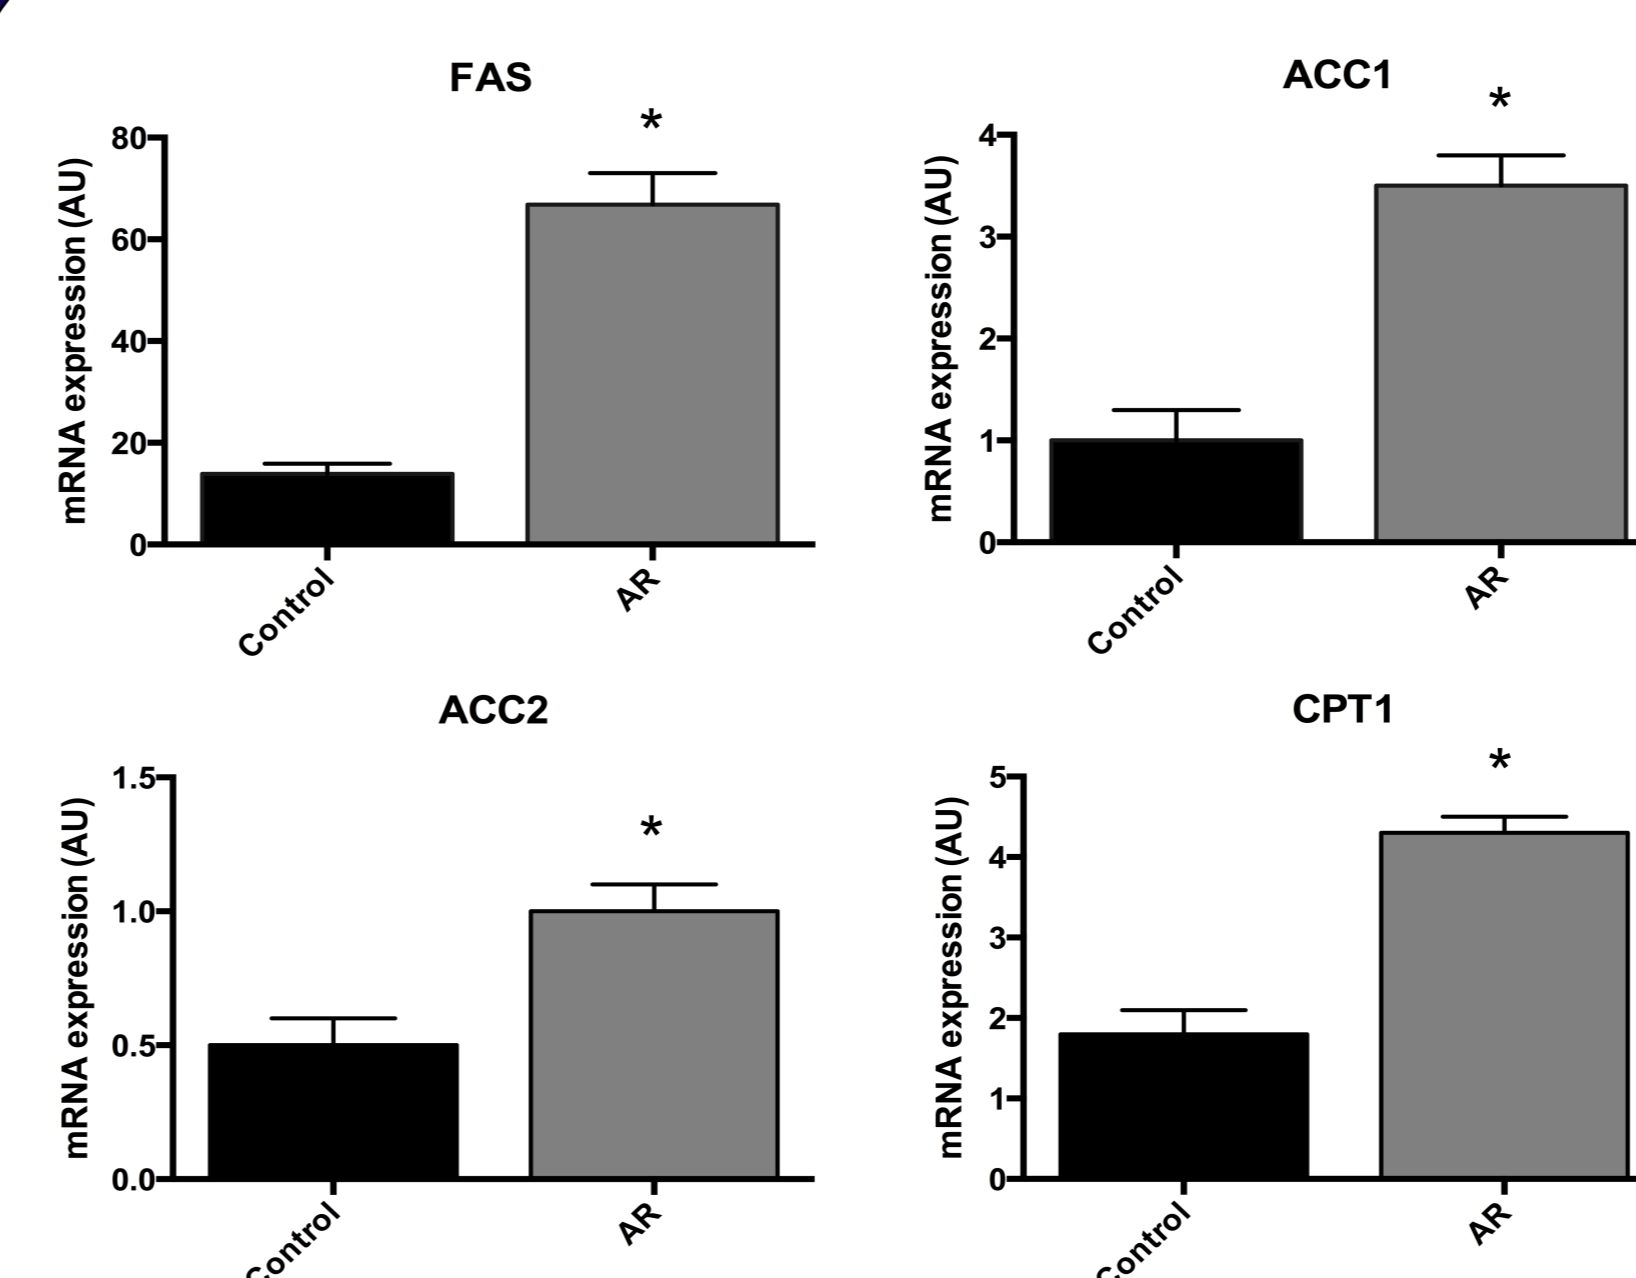 FAS
*
mRNA expression (AU)
80
60
40
20
0
Control
AR
ACC1
*
mRNA expression (AU)
4
3
2
1
0
Control
AR
ACC2
*
mRNA expression (AU)
1.5
1.0
0.5
0.0
Control
AR
CPT1
*
mRNA expression (AU)
5
4
3
2
1
0
Control
AR